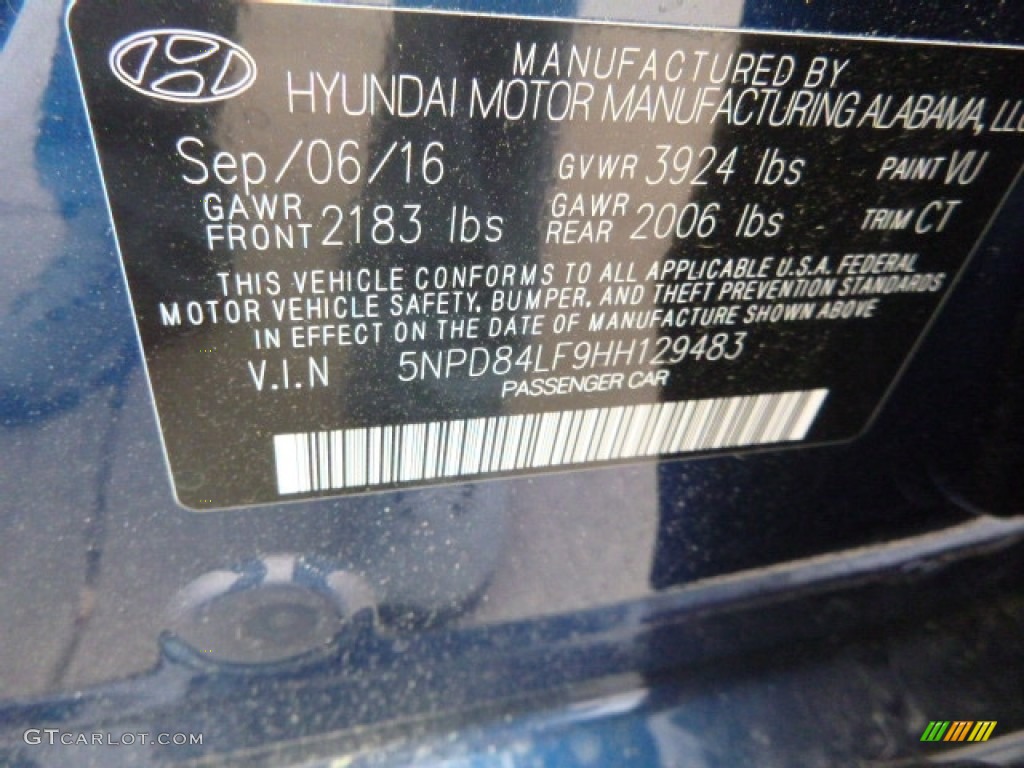 MANUFACTURED BY
HYUNDAI MOTOR MANUFACTURING ALABAMA, LLC
Sep/06/16 GVWR 3924 lbs PAINT VU
GAWR FRONT 2183 lbs GAWR REAR 2006 lbs TRIM CT
THIS VEHICLE CONFORMS TO ALL APPLICABLE U.S.A. FEDERAL
MOTOR VEHICLE SAFETY, BUMPER, AND THEFT PREVENTION STANDARDS
IN EFFECT ON THE DATE OF MANUFACTURE SHOWN ABOVE
V.I.N 5NPD84LF9HH129483
PASSENGER CAR
GTCARLOT.COM